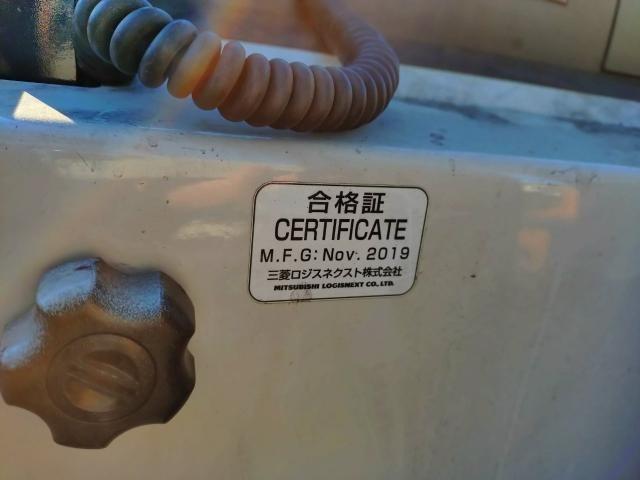 合格証
CERTIFICATE
M.F.G: Nov. 2019
三菱ロジスネクスト株式会社
MITSUBISHI LOGISNEXT CO., LTD.